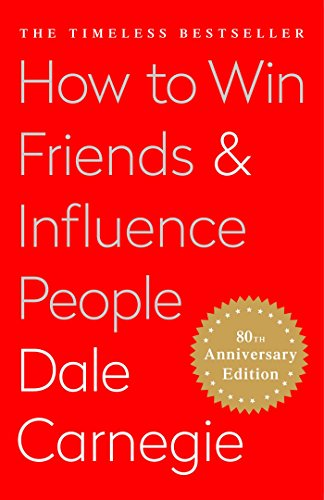 THE TIMELESS BESTSELLER
How to Win
Friends &
Influence
People
80TH
Anniversary
Edition
Dale
Carnegie